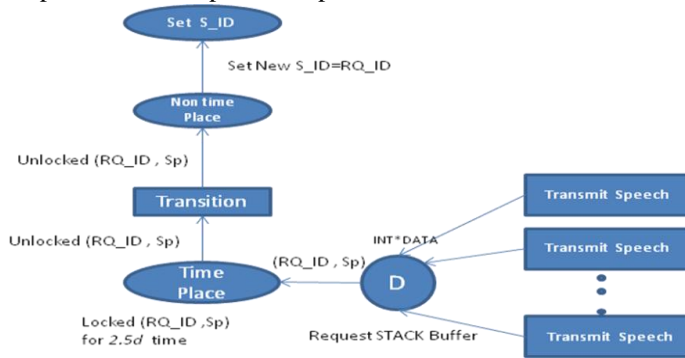 Set S_ID
Set New S_ID=RQ_ID
Non time
Place
Unlocked (RQ_ID , Sp)
Transition
Unlocked (RQ_ID , Sp)
Time
Place
Locked (RQ_ID ,Sp)
for 2.5d time
(RQ_ID , Sp)
INT*DATA
D
Request STACK Buffer
Transmit Speech
Transmit Speech
Transmit Speech